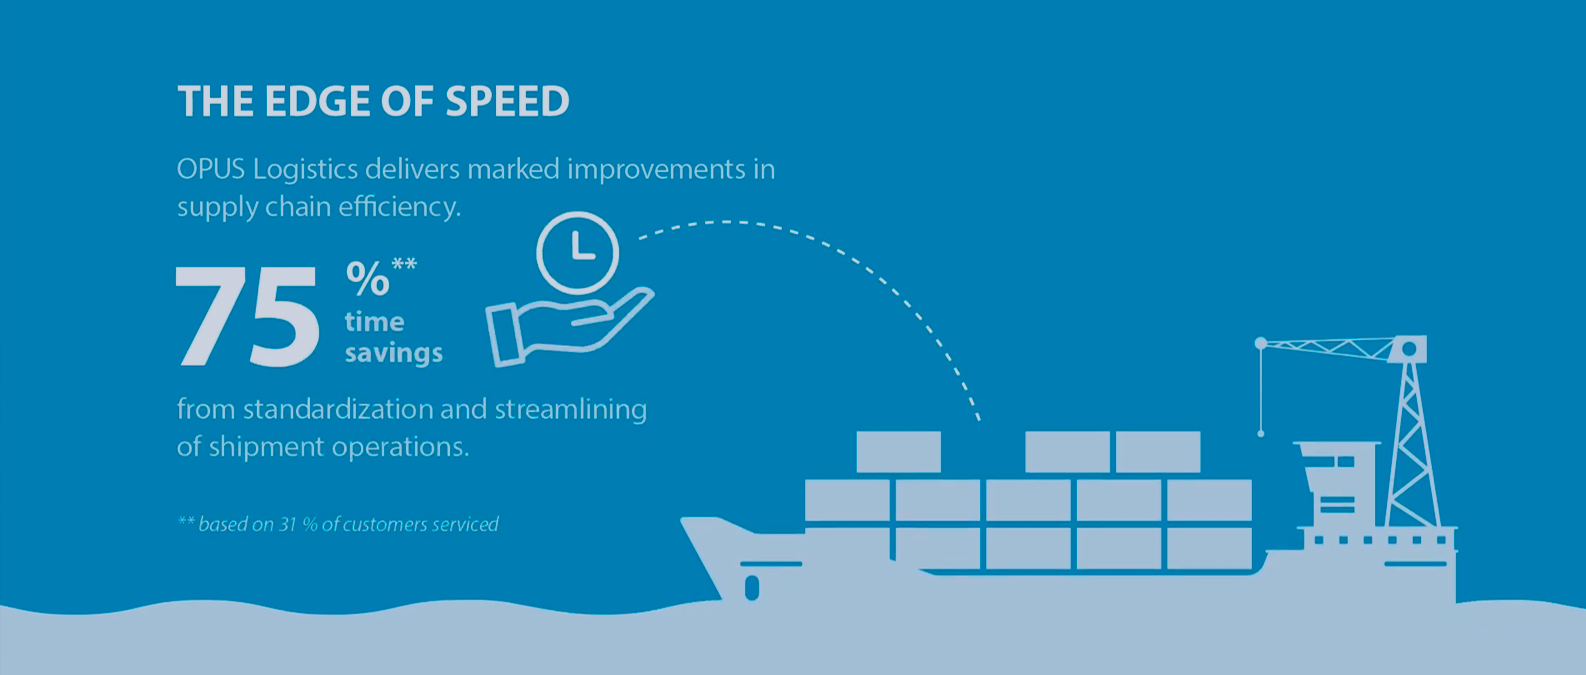 THE EDGE OF SPEED
OPUS Logistics delivers marked improvements in
supply chain efficiency.
75 %**
time
savings
from standardization and streamlining
of shipment operations.
** based on 31 % of customers serviced